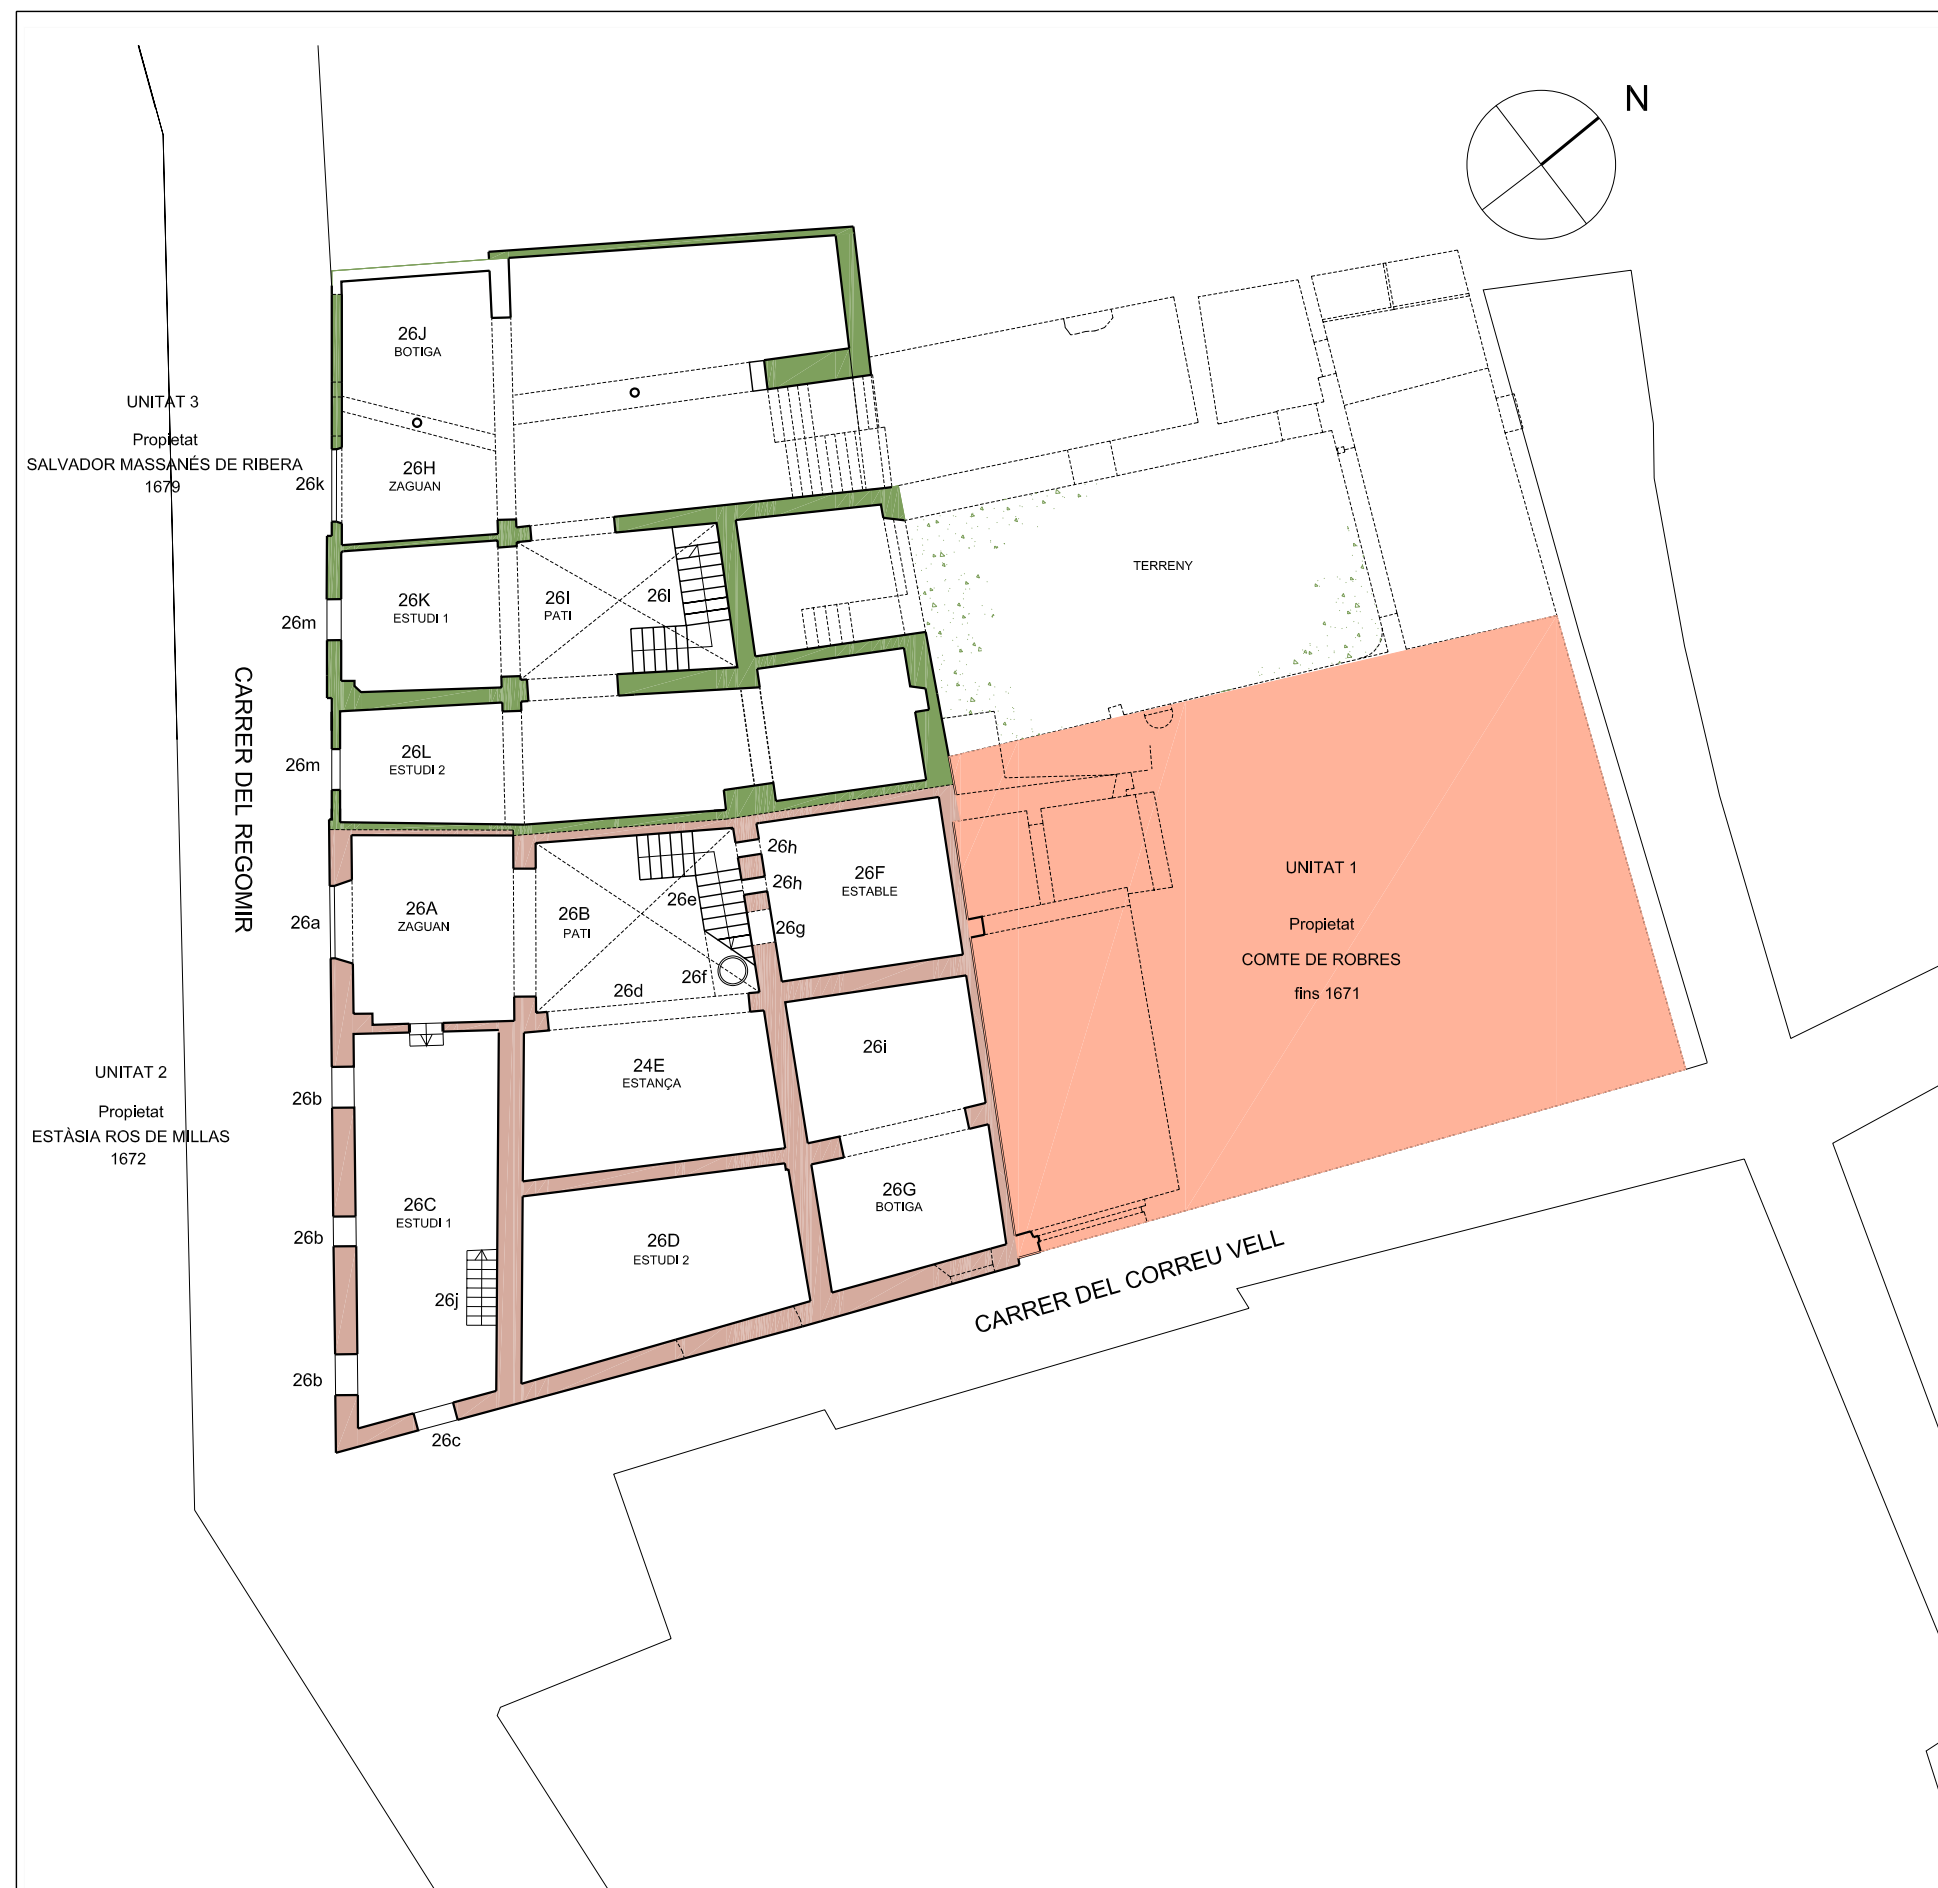 N
26J
BOTIGA
UNITAT 3
Propietat
SALVADOR MASSANÉS DE RIBERA
1679
26k
26H
ZAGUAN
TERRENY
26K
ESTUDI 1
26I
PATI
26l
26m
CARRER DEL REGOMIR
26L
ESTUDI 2
26m
26h
26h
26F
ESTABLE
UNITAT 1
Propietat
COMTE DE ROBRES
fins 1671
26a
26A
ZAGUAN
26B
PATI
26e
26g
26f
26d
26i
24E
ESTANÇA
UNITAT 2
Propietat
ESTÀSIA ROS DE MILLAS
1672
26b
26C
ESTUDI 1
26G
BOTIGA
26b
26D
ESTUDI 2
26j
CARRER DEL CORREU VELL
26b
26c